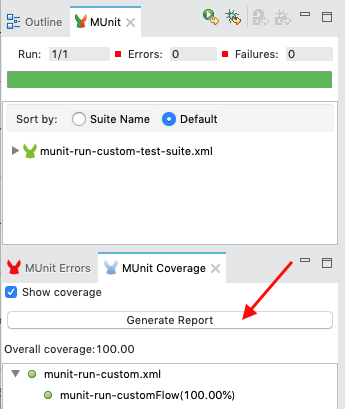 Outline MUnit
Run: 1/1 Errors: 0 Failures: 0
Sort by: Suite Name Default
munit-run-custom-test-suite.xml
MUnit Errors MUnit Coverage
Show coverage
Generate Report
Overall coverage:100.00
munit-run-custom.xml
munit-run-customFlow(100.00%)